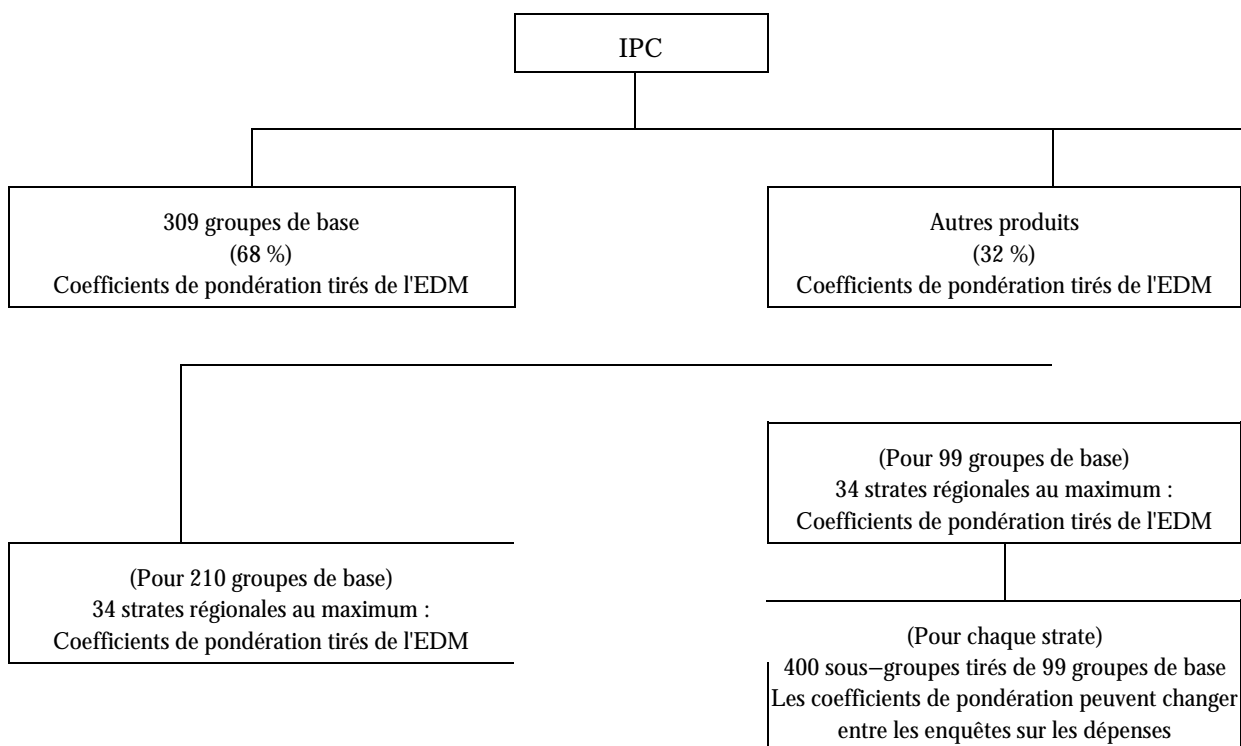 IPC
309 groupes de base
(68 %)
Coefficients de pondération tirés de l'EDM
Autres produits
(32 %)
Coefficients de pondération tirés de l'EDM
(Pour 210 groupes de base)
34 strates régionales au maximum :
Coefficients de pondération tirés de l'EDM
(Pour 99 groupes de base)
34 strates régionales au maximum :
Coefficients de pondération tirés de l'EDM
(Pour chaque strate)
400 sous–groupes tirés de 99 groupes de base
Les coefficients de pondération peuvent changer
entre les enquêtes sur les dépenses